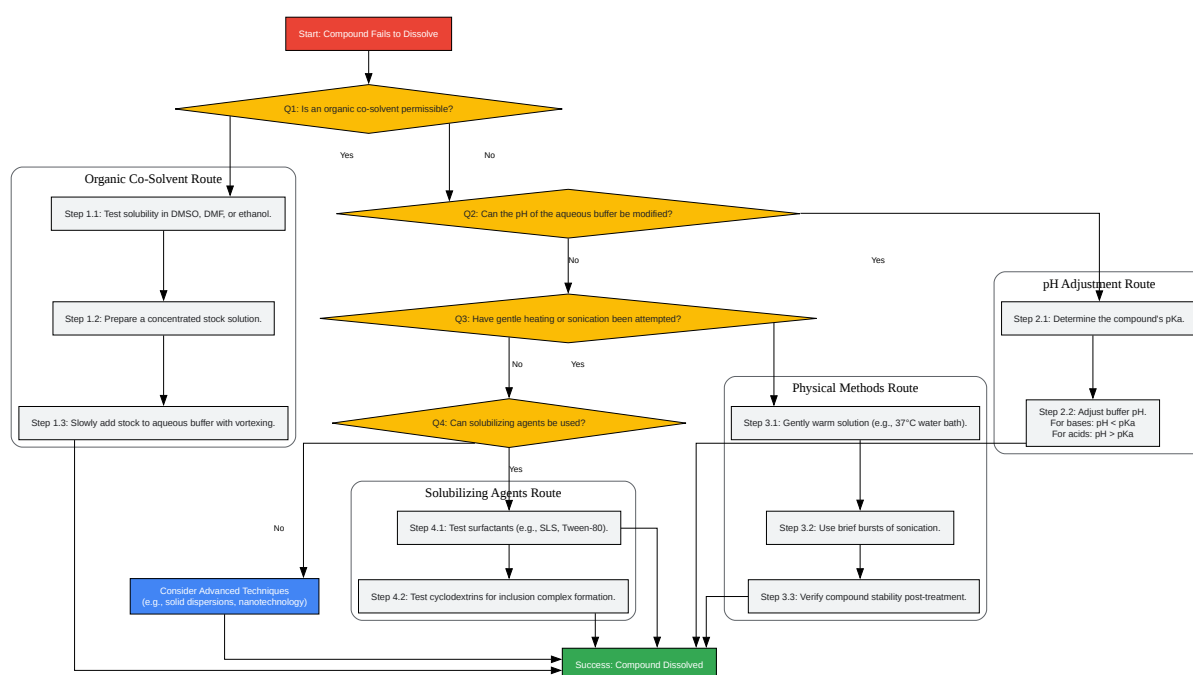 Start: Compound Fails to Dissolve
Q1: Is an organic co-solvent permissible?
Yes
No
Organic Co-Solvent Route
Step 1.1: Test solubility in DMSO, DMF, or ethanol.
Q2: Can the pH of the aqueous buffer be modified?
No
Yes
pH Adjustment Route
Step 1.2: Prepare a concentrated stock solution.
Q3: Have gentle heating or sonication been attempted?
Step 2.1: Determine the compound's pKa.
No
Yes
Physical Methods Route
Step 1.3: Slowly add stock to aqueous buffer with vortexing.
Q4: Can solubilizing agents be used?
Step 3.1: Gently warm solution (e.g., 37°C water bath).
Step 2.2: Adjust buffer pH.
For bases: pH < pKa
For acids: pH > pKa
Yes
Solubilizing Agents Route
No
Step 4.1: Test surfactants (e.g., SLS, Tween-80).
Step 3.2: Use brief bursts of sonication.
Consider Advanced Techniques
(e.g., solid dispersions, nanotechnology)
Step 4.2: Test cyclodextrins for inclusion complex formation.
Step 3.3: Verify compound stability post-treatment.
Success: Compound Dissolved